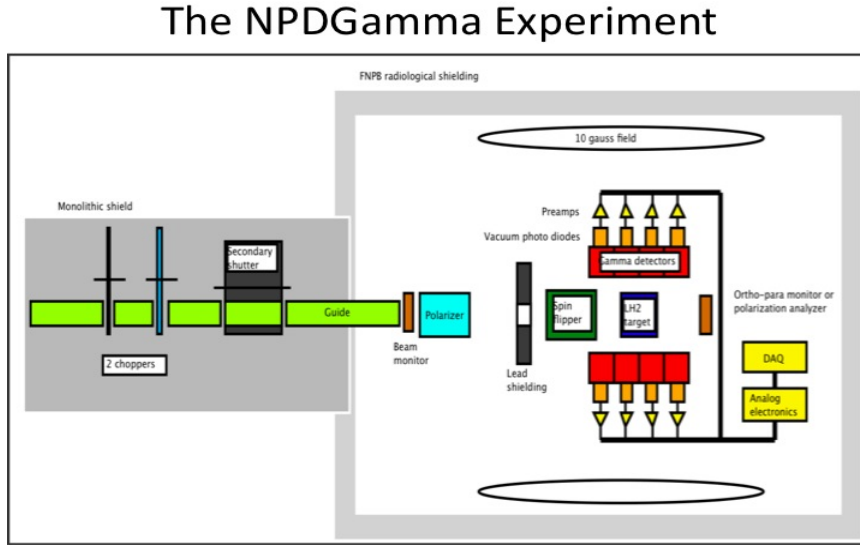 The NPDGamma Experiment
FNPB radiological shielding
10 gauss field
Monolithic shield
Preamps
Vacuum photo diodes
Secondary
shutter
Gamma detectors
Guide
Polarizer
Spin
flipper
LH2
target
Ortho-para monitor or
polarization analyzer
Beam
monitor
2 choppers
Lead
shielding
DAQ
Analog
electronics